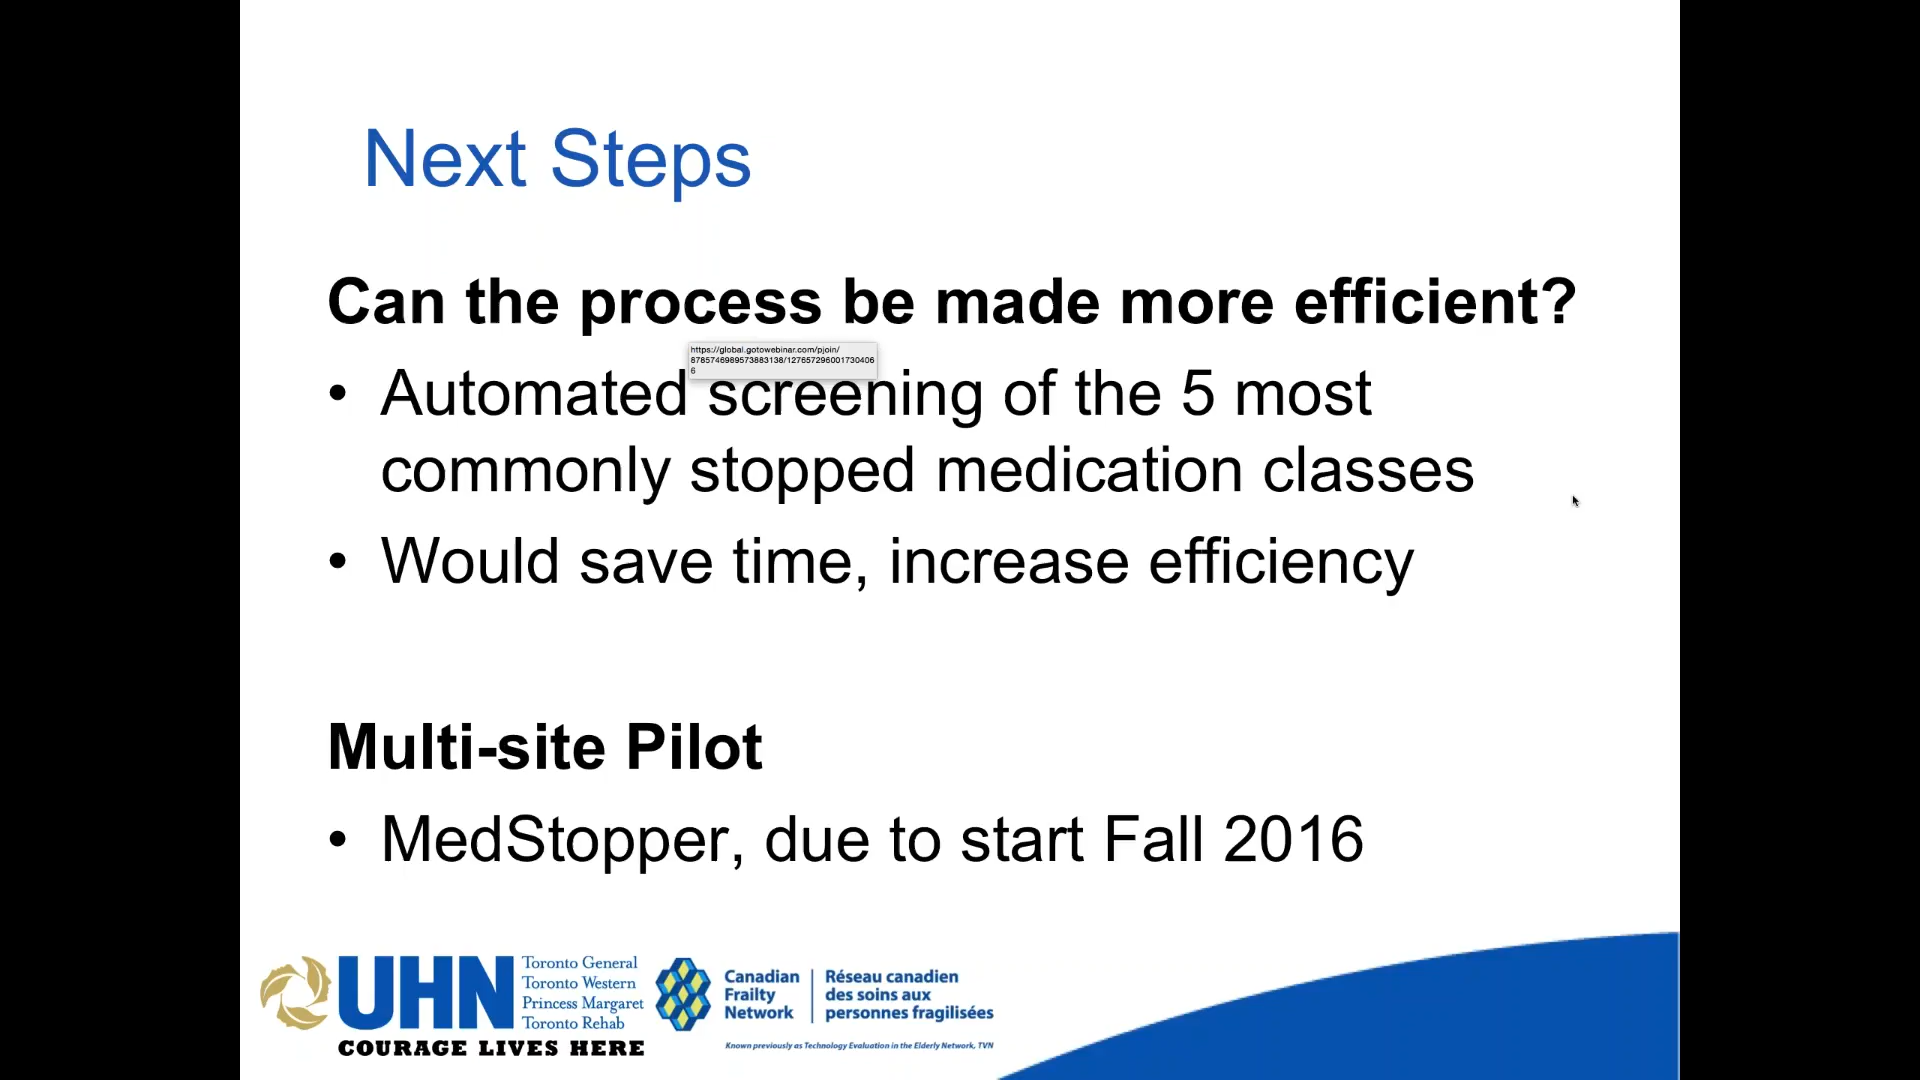 Next Steps
Can the process be made more efficient?
https://global.gotowebinar.com/pjoin/
8785746989573883138/127657296001730406
6
• Automated screening of the 5 most
commonly stopped medication classes
• Would save time, increase efficiency
Multi-site Pilot
• MedStopper, due to start Fall 2016
UHN
Toronto General
Toronto Western
Princess Margaret
Toronto Rehab
COURAGE LIVES HERE
Canadian
Frailty
Network
Réseau canadien
des soins aux
personnes fragilisées
Known previously as Technology Evaluation in the Elderly Network, TVN